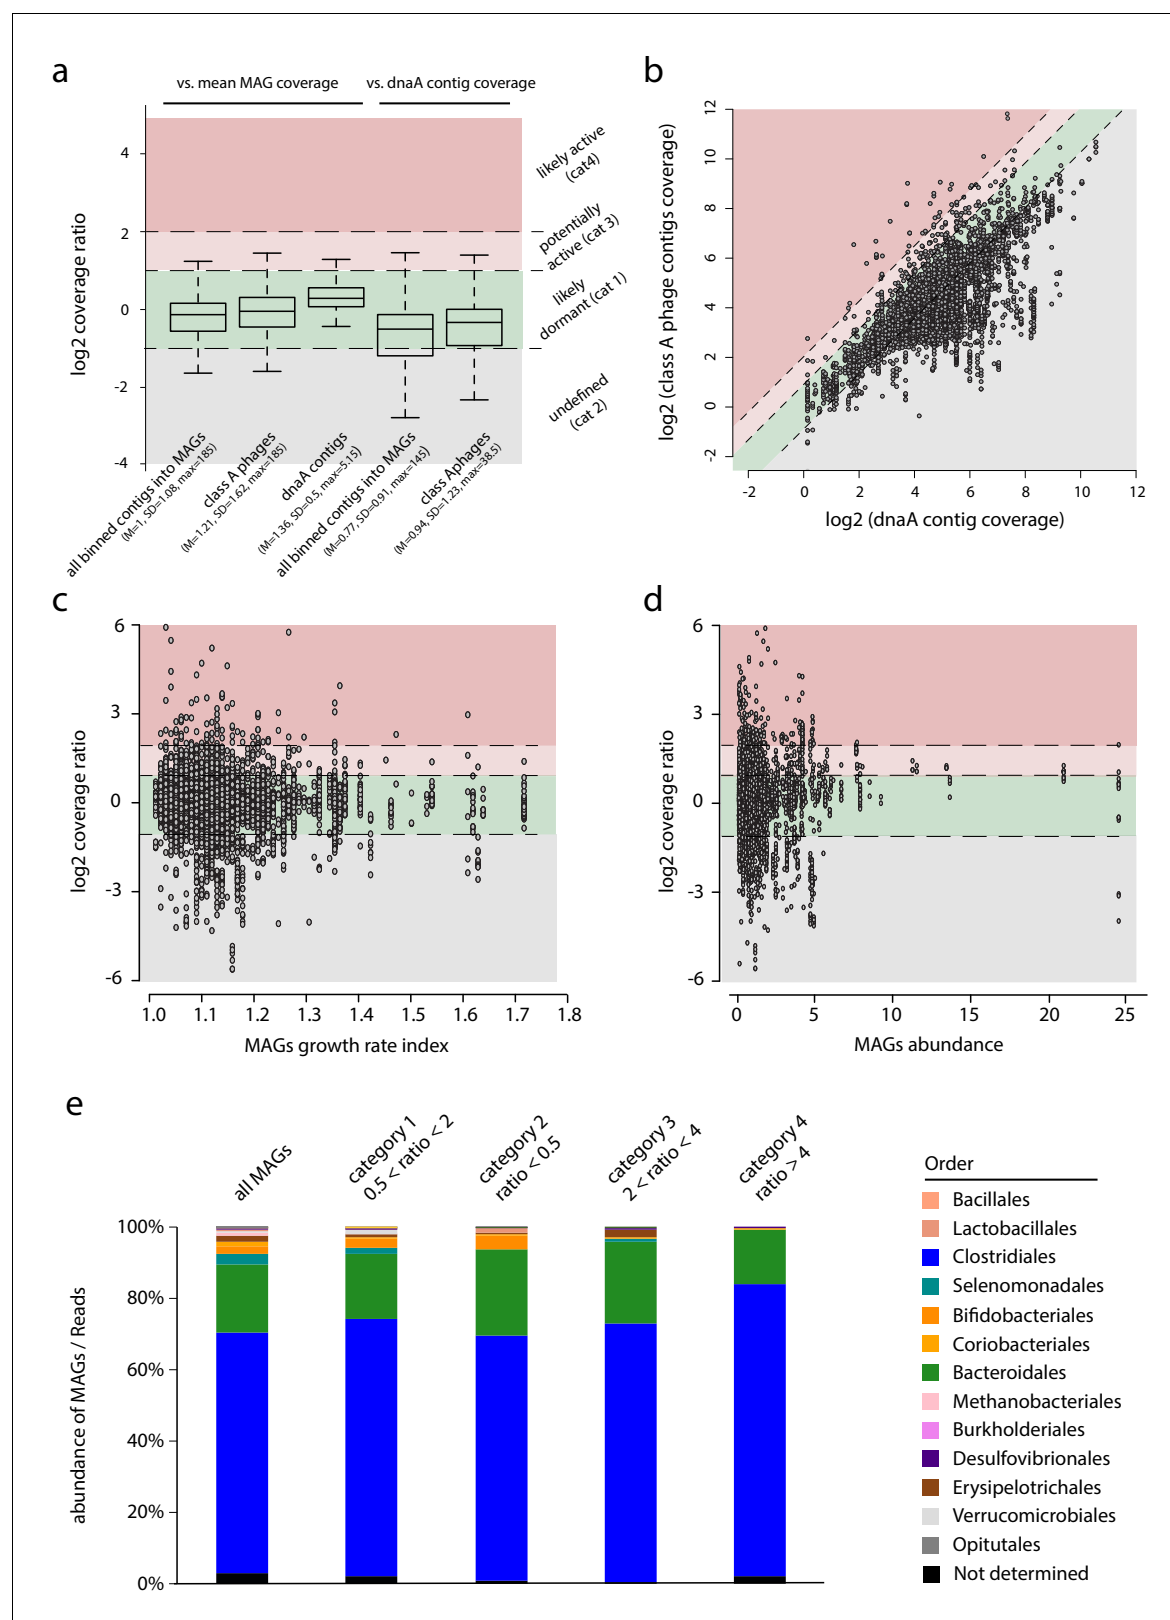 a
vs. mean MAG coverage
vs. dnaA contig coverage
log2 coverage ratio
4
2
0
-2
-4
likely active
(cat4)
potentially
active (cat 3)
likely
dormant (cat 1)
undefined
(cat 2)
all binned contigs into MAGs
(M=1, SD=1.08, max=185)
class A phages
(M=1.21, SD=1.62, max=185)
dnaA contigs
(M=1.36, SD=0.5, max=5.15)
all binned contigs into MAGs
(M=0.77, SD=0.91, max=145)
class Aphages
(M=0.94, SD=1.23, max=38.5)
b
log2 (class A phage contigs coverage)
12
10
8
6
4
2
0
-2
-2
0
2
4
6
8
10
12
log2 (dnaA contig coverage)
c
log2 coverage ratio
6
3
0
-3
-6
1.0
1.1
1.2
1.3
1.4
1.5
1.6
1.7
1.8
MAGs growth rate index
d
log2 coverage ratio
6
3
0
-3
-6
0
5
10
15
20
25
MAGs abundance
e
all MAGs
category 1
0.5 < ratio < 2
category 2
ratio < 0.5
category 3
2 < ratio < 4
category 4
ratio > 4
abundance of MAGs / Reads
100%
80%
60%
40%
20%
0%
Order
Bacillales
Lactobacillales
Clostridiales
Selenomonadales
Bifidobacteriales
Coriobacteriales
Bacteroidales
Methanobacteriales
Burkholderiales
Desulfovibrionales
Erysipelotrichales
Verrucomicrobiales
Opitutales
Not determined